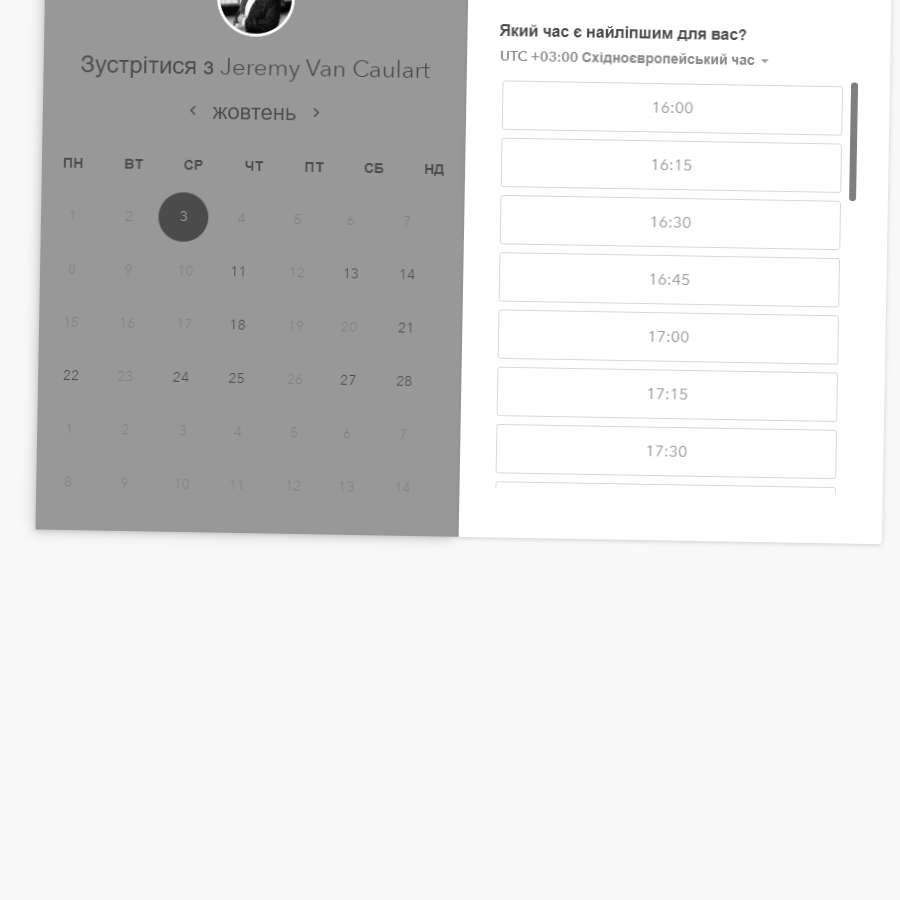 Зустрітися з Jeremy Van Caulart
жовтень
ПН ВТ СР ЧТ ПТ СБ НД
1 2 3 4 5 6 7
8 9 10 11 12 13 14
15 16 17 18 19 20 21
22 23 24 25 26 27 28
1 2 3 4 5 6 7
8 9 10 11 12 13 14
Який час є найліпшим для вас?
UTC +03:00 Східноєвропейський час
16:00
16:15
16:30
16:45
17:00
17:15
17:30